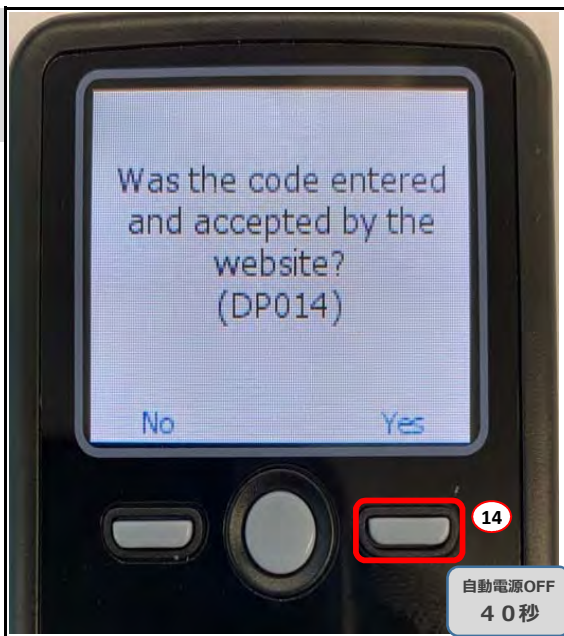 Was the code entered
and accepted by the
website?
(DP014)
No Yes
14
自動電源OFF
40秒